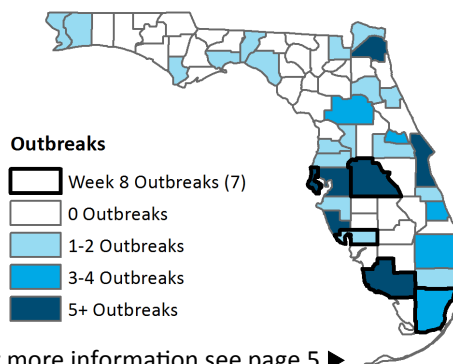 Outbreaks
Week 8 Outbreaks (7)
0 Outbreaks
1-2 Outbreaks
3-4 Outbreaks
5+ Outbreaks
more information see page 5 ►